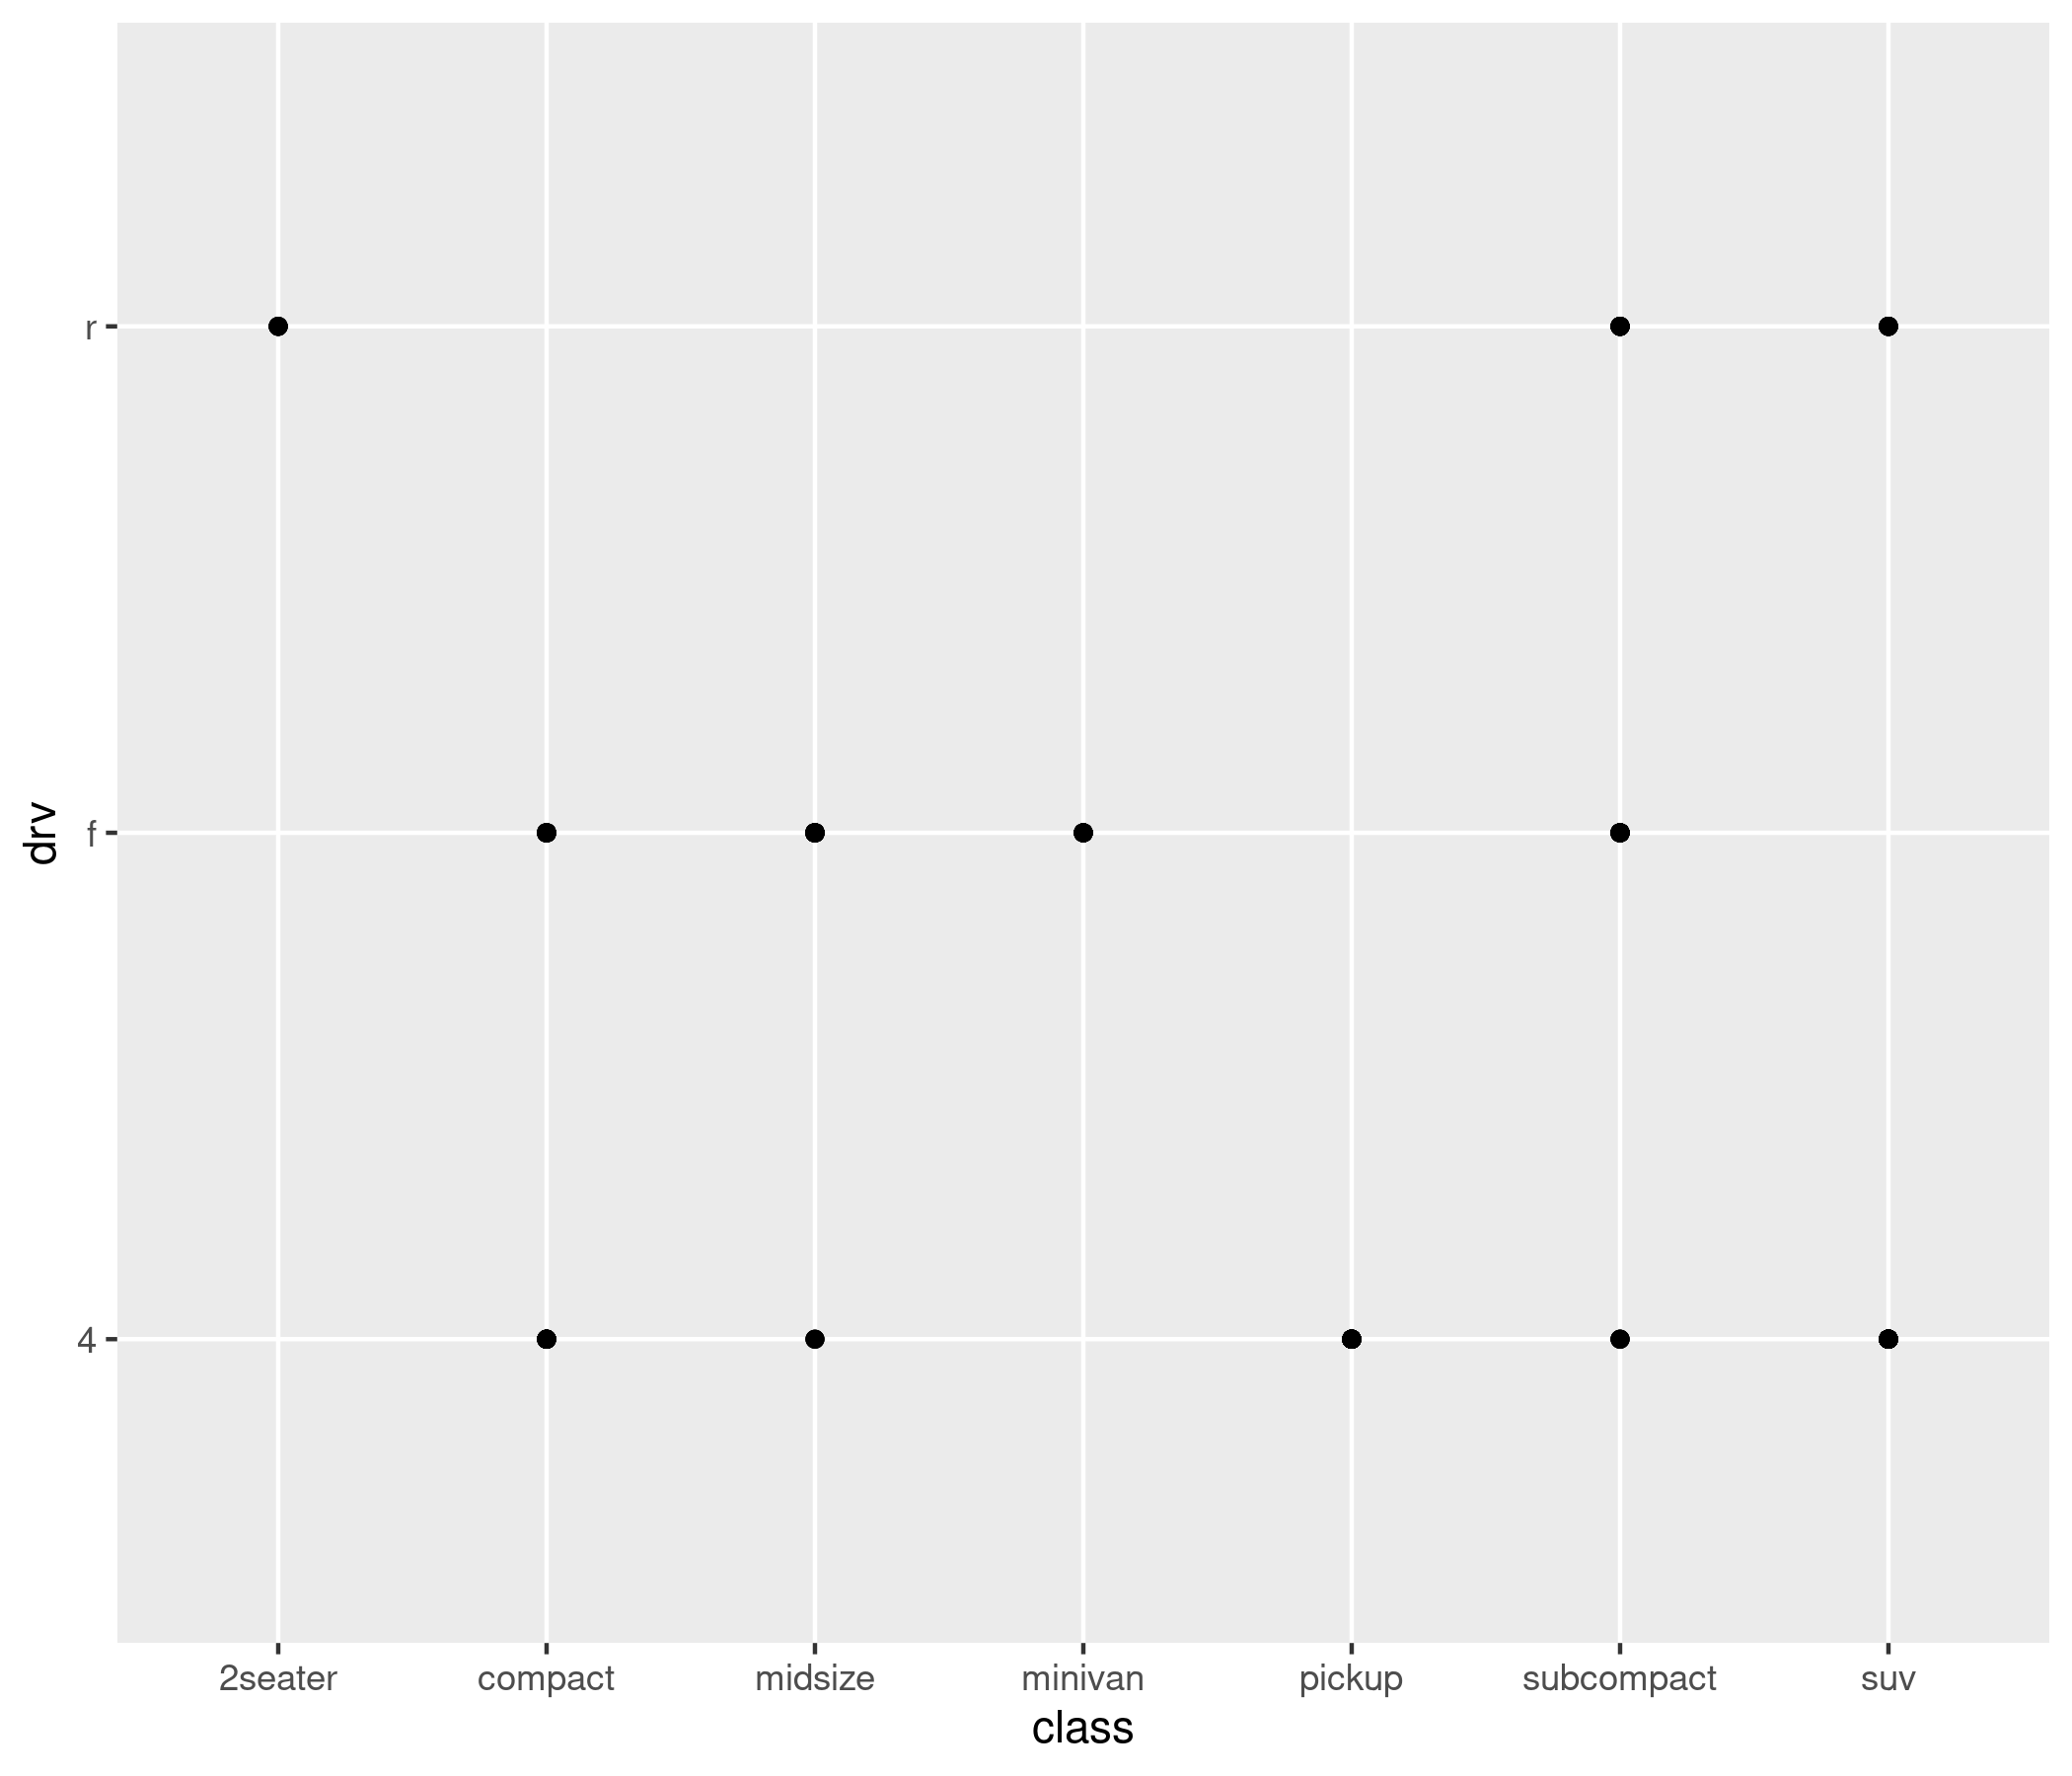 r
f
4
drv
2seater compact midsize minivan pickup subcompact suv
class